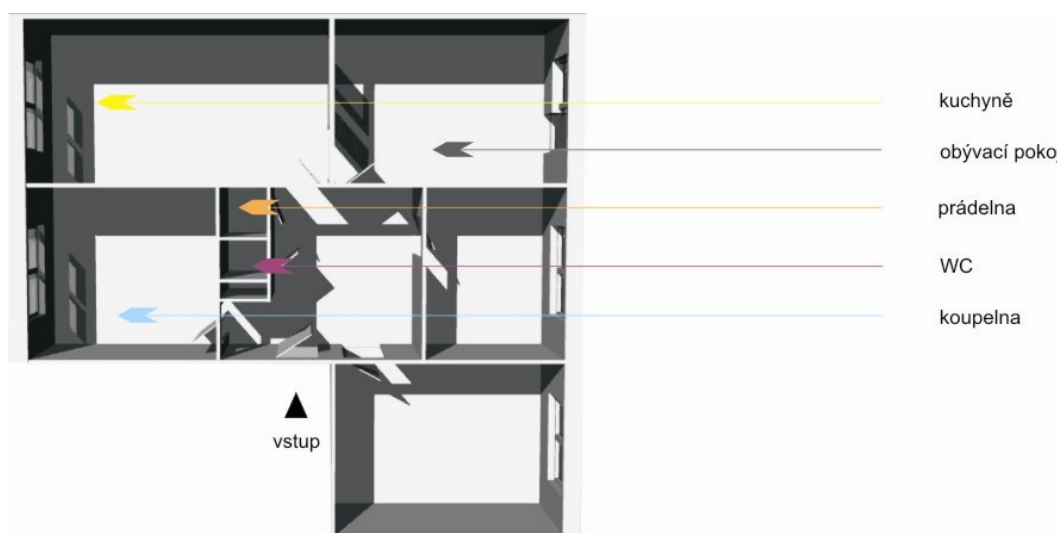 kuchyně
obývací pokoj
prádelna
WC
koupelna
vstup